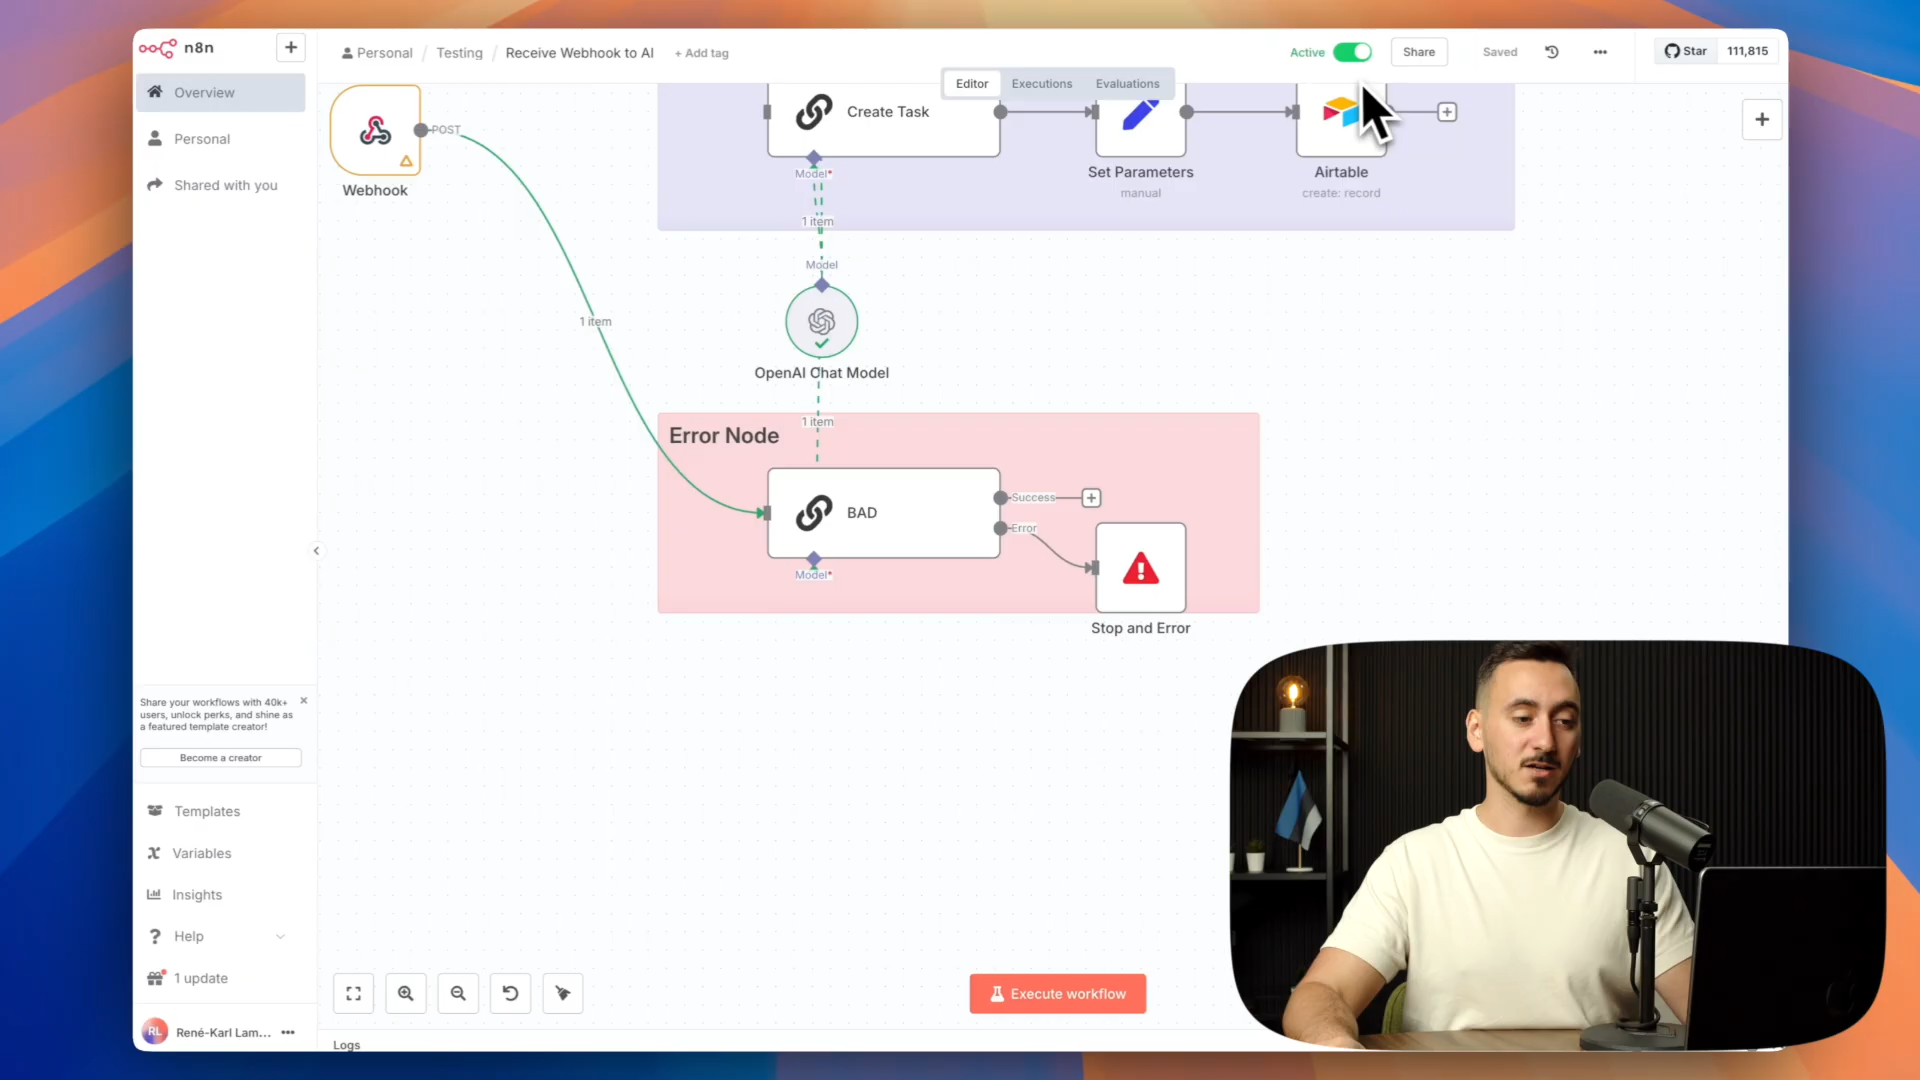 n8n
Personal / Testing / Receive Webhook to AI + Add tag
Active
Share
Saved
Star 111,815
Editor Executions Evaluations
Overview
Personal
Shared with you
POST
Webhook
Create Task
Model*
Set Parameters
manual
Airtable
create: record
1 item
Model
1 item
OpenAI Chat Model
1 item
Error Node
BAD
Success
Error
Model*
Stop and Error
Share your workflows with 40k+
users, unlock perks, and shine as
a featured template creator!
Become a creator
Templates
Variables
Insights
Help
1 update
RL René-Karl Lam...
Execute workflow
Logs